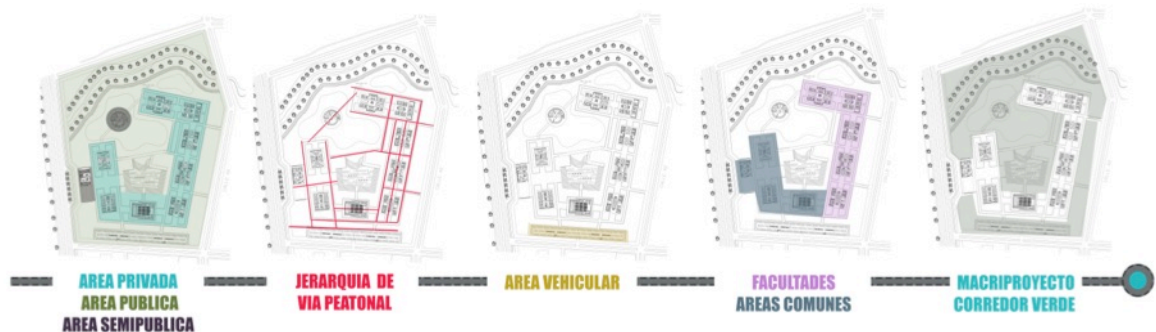 AREA PRIVADA
AREA PUBLICA
AREA SEMIPUBLICA
JERARQUIA DE
VIA PEATONAL
AREA VEHICULAR
FACULTADES
AREAS COMUNES
MACRIPROYECTO
CORREDOR VERDE